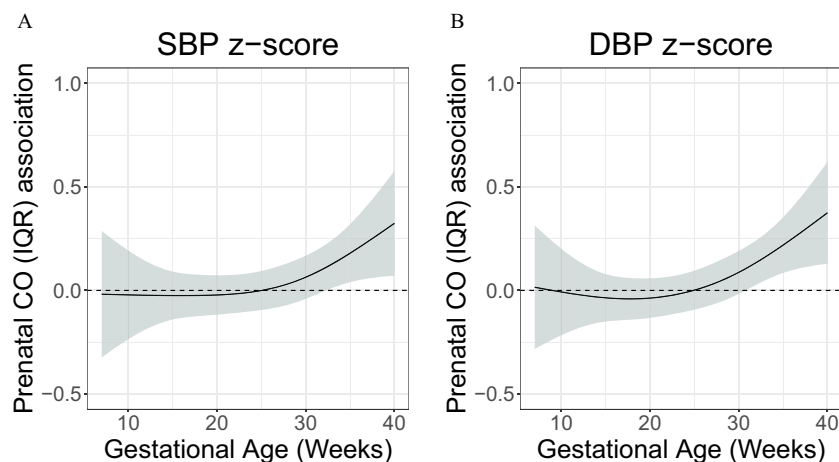 A
SBP z−score
Prenatal CO (IQR) association
1.0
0.5
0.0
−0.5
10
20
30
40
Gestational Age (Weeks)
B
DBP z−score
Prenatal CO (IQR) association
1.0
0.5
0.0
−0.5
10
20
30
40
Gestational Age (Weeks)